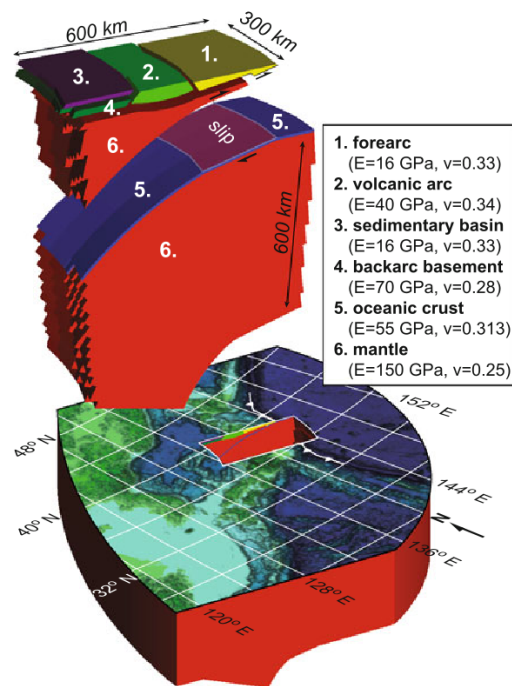 600 km
300 km
1.
2.
3.
4.
6.
5.
slip
5.
6.
600 km
1. forearc
(E=16 GPa, v=0.33)
2. volcanic arc
(E=40 GPa, v=0.34)
3. sedimentary basin
(E=16 GPa, v=0.33)
4. backarc basement
(E=70 GPa, v=0.28)
5. oceanic crust
(E=55 GPa, v=0.313)
6. mantle
(E=150 GPa, v=0.25)
48° N
40° N
32° N
120° E
128° E
136° E
144° E
152° E
N